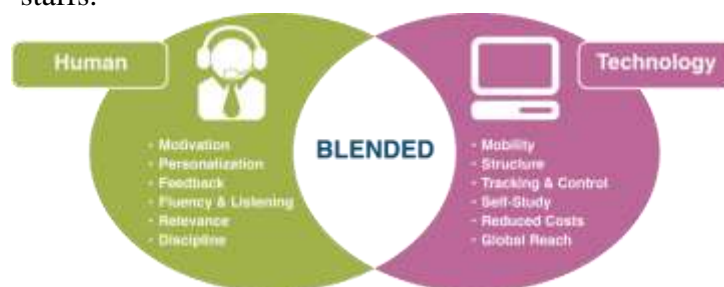 starrs.
Human
Technology
BLENDED
• Motivation
• Personalization
• Feedback
• Fluency & Listening
• Relevance
• Discipline
• Mobility
• Structure
• Tracking & Control
• Self-Study
• Reduced Costs
• Global Reach